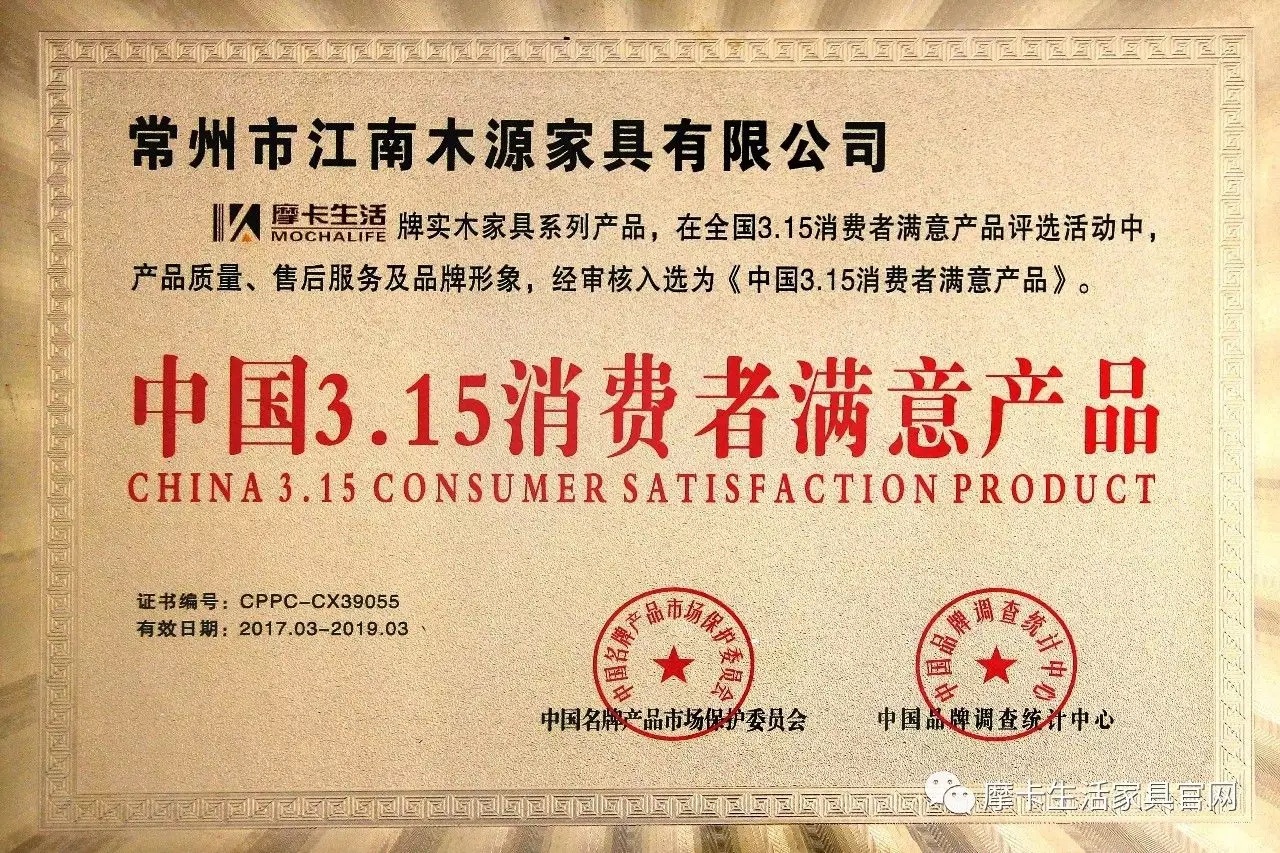 常州市江南木源家具有限公司
摩卡生活
MOCHALIFE
牌实木家具系列产品，在全国3.15消费者满意产品评选活动中，
产品质量、售后服务及品牌形象，经审核入选为《中国3.15消费者满意产品》。
中国3.15消费者满意产品
CHINA 3.15 CONSUMER SATISFACTION PRODUCT
证书编号：CPPC-CX39055
有效日期：2017.03-2019.03
中国名牌产品市场保护委员会
中国品牌调查统计中心
中国名牌产品市场保护委员会
中国品牌调查统计中心
摩卡生活家具官网